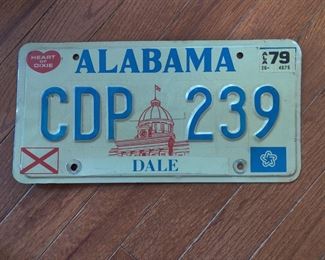 HEART OF DIXIE
ALABAMA
79
CDP 239
DALE